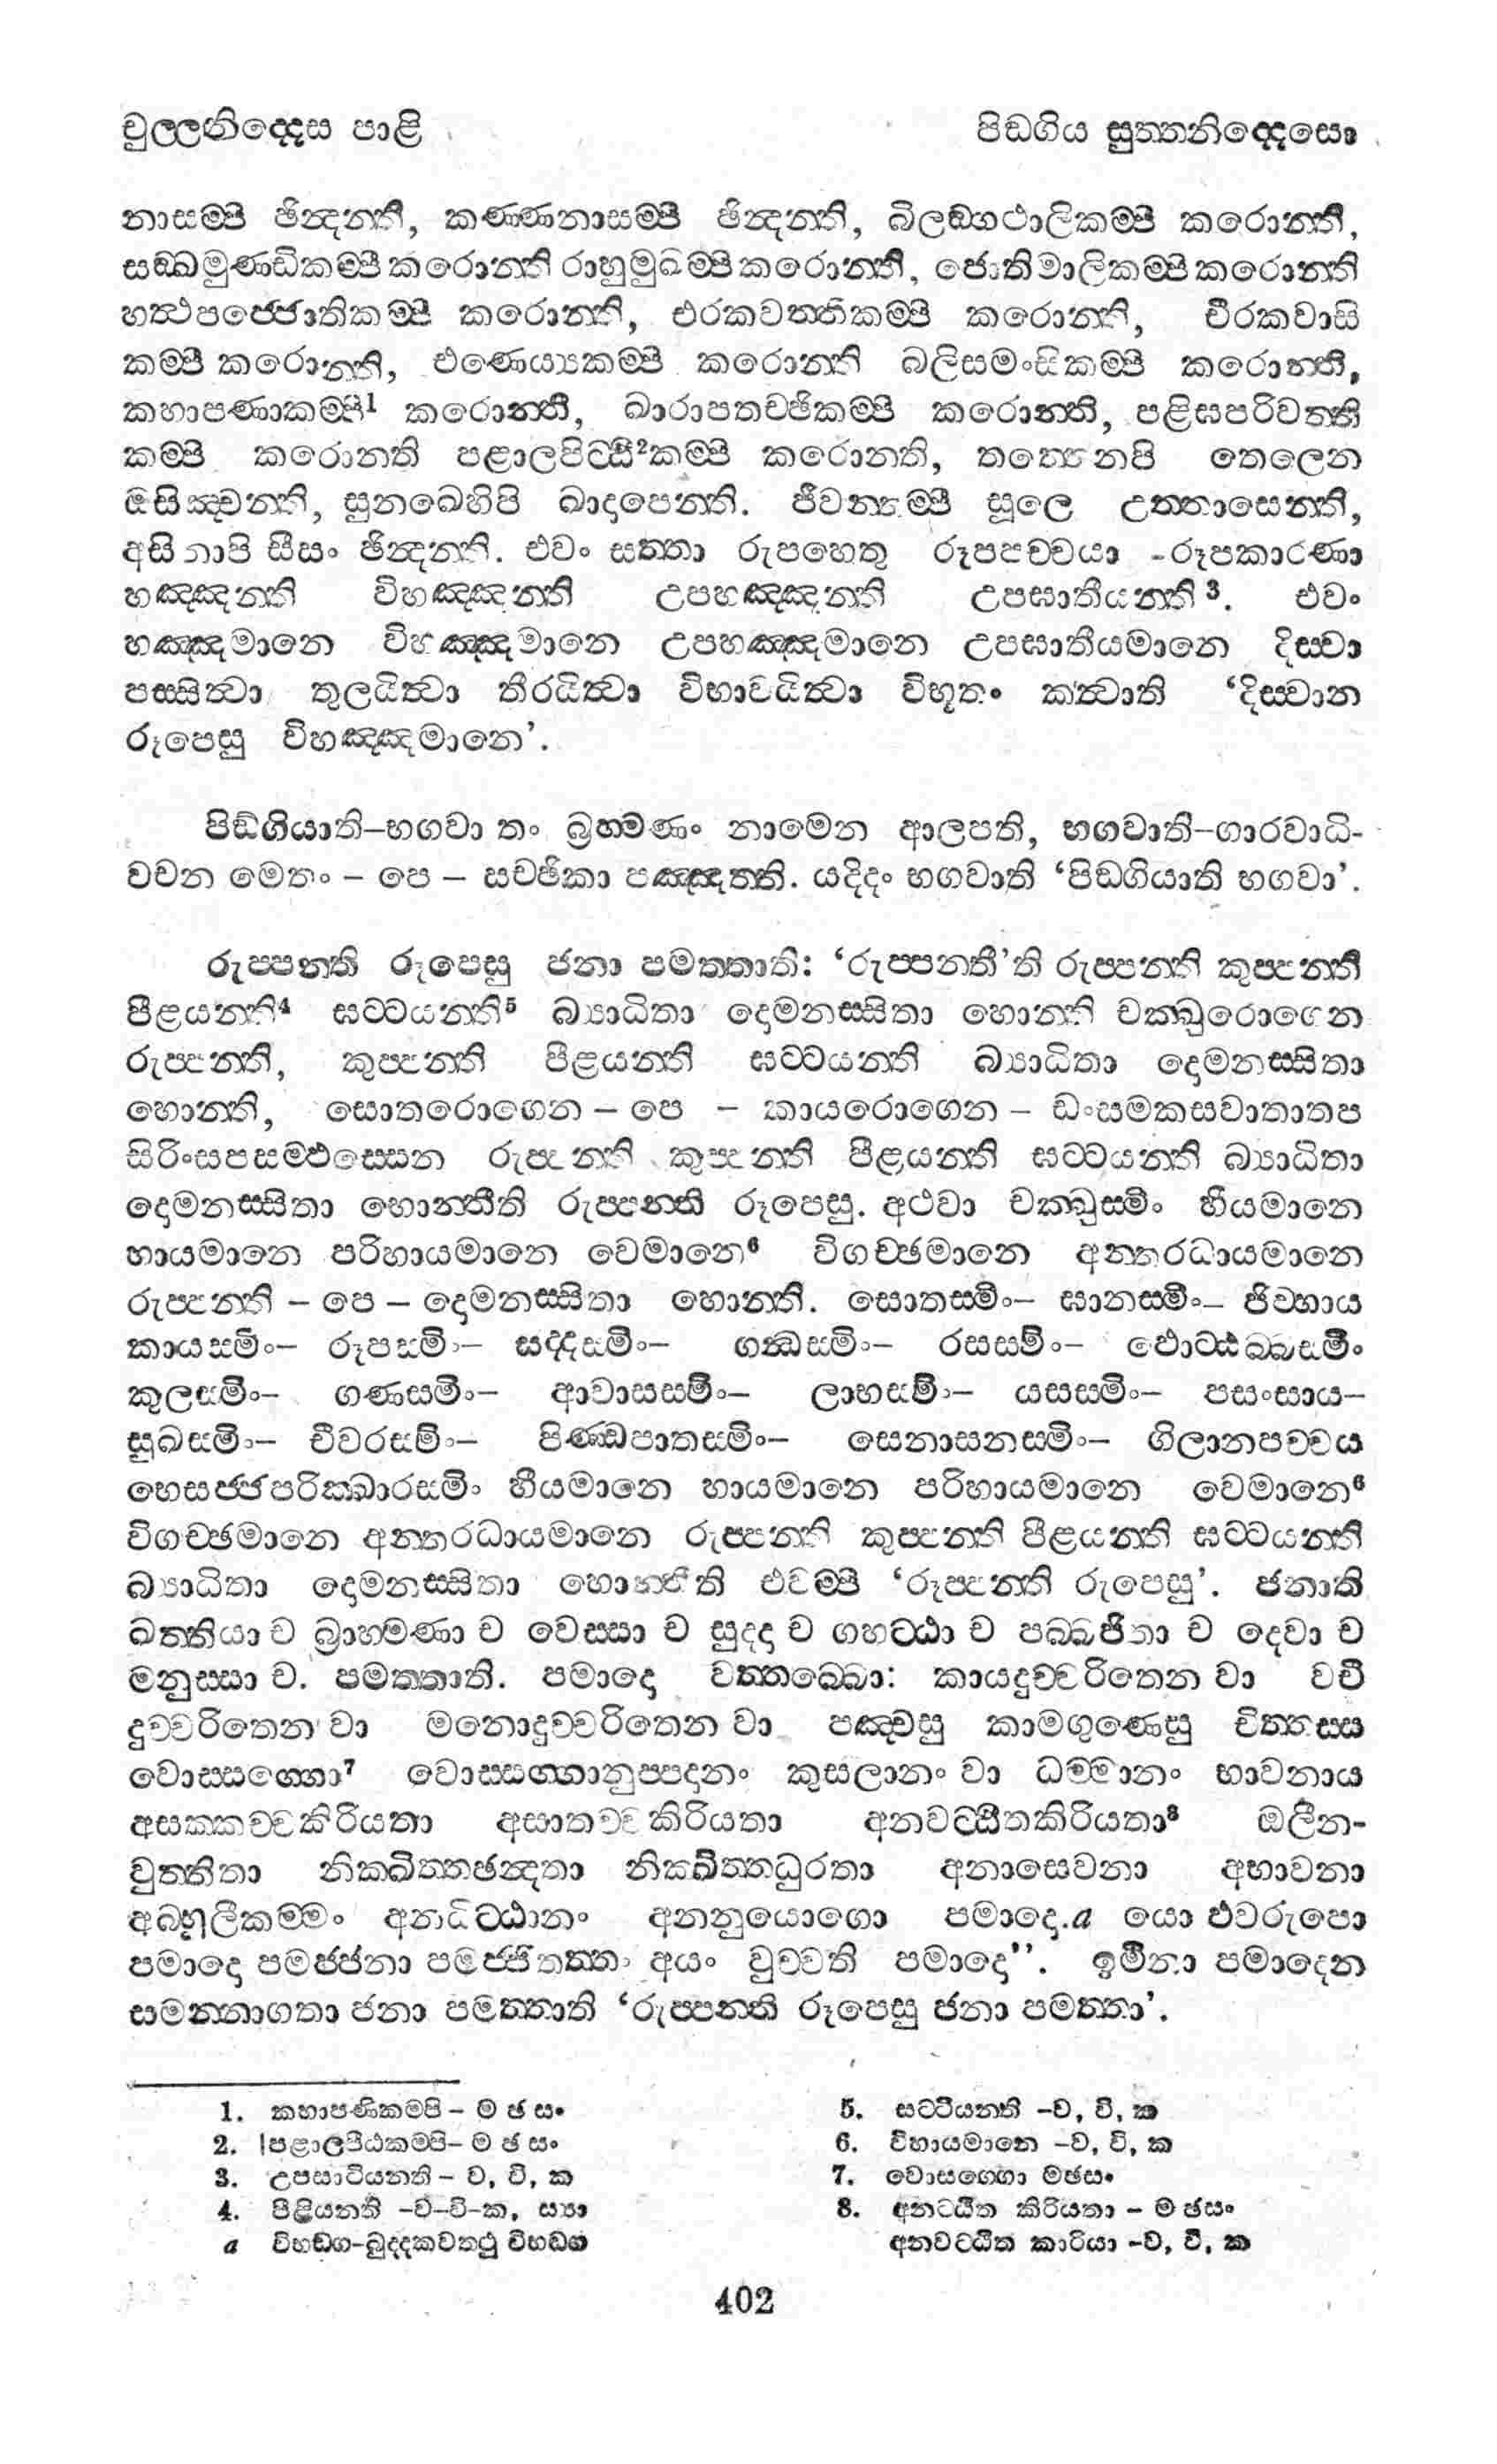 චුල්ලනිද්දෙස පාළි
පිඞ්ගිය සුත්තනිද්දෙසො
නාසම්පි ඡින්දන්ති, කණ්ණනාසම්පි ඡින්දන්ති, බිලඞ්ගථාලිකම්පි කරොන්ති,
සඞ්ඛමුණ්ඩිකම්පි කරොන්ති රාහුමුඛම්පි කරොන්ති, ජොතිමාලිකම්පි කරොන්ති
හත්ථපජ්ජොතිකම්පි කරොන්ති, එරකවත්තිකම්පි කරොන්ති, චීරකවාසි
කම්පි කරොන්ති, එණෙය්‍යකම්පි කරොන්ති බලිසමංසිකම්පි කරොන්ති,
කහාපණකම්පි1 කරොන්ති, ඛාරාපතච්ඡිකම්පි කරොන්ති, පළිඝපරිවත්ති
කම්පි කරොන්ති පළාලපිට්ඨි2කම්පි කරොන්ති, තත්තෙනපි තෙලෙන
ඔසිඤ්චන්ති, සුනඛෙහිපි ඛාදාපෙන්ති. ජීවන්තම්පි සූලෙ උත්තාසෙන්ති,
අසිනාපි සීසං ඡින්දන්ති. එවං සත්තා රූපහෙතු රූපපච්චයා -රූපකාරණා
හඤ්ඤන්ති විහඤ්ඤන්ති උපහඤ්ඤන්ති උපඝාතීයන්ති3. එවං
හඤ්ඤමානෙ විහඤ්ඤමානෙ උපහඤ්ඤමානෙ උපඝාතීයමානෙ දිස්වා
පස්සිත්වා තුලයිත්වා තීරයිත්වා විභාවයිත්වා විභූතං කත්වාති ‘දිස්වාන
රූපෙසු විහඤ්ඤමානෙ’.
පිඞ්ගියාති–භගවා තං බ්‍රහ්මණං නාමෙන ආලපති, භගවාති–ගාරවාධි-
වචන මෙතං – පෙ – සච්ඡිකා පඤ්ඤත්ති. යදිදං භගවාති ‘පිඞ්ගියාති භගවා’.
රුප්පන්ති රූපෙසු ජනා පමත්තාති: ‘රුප්පන්තී’ති රුප්පන්ති කුප්පන්ති
පීළයන්ති4 ඝට්ටයන්ති5 බ්‍යාධිතා දොමනස්සිතා හොන්ති චක්ඛුරොගෙන
රුප්පන්ති, කුප්පන්ති පීළයන්ති ඝට්ටයන්ති බ්‍යාධිතා දොමනස්සිතා
හොන්ති, සොතරොගෙන – පෙ – කායරොගෙන – ඩංසමකසවාතාතප
සිරිංසපසම්ඵස්සෙන රුප්පන්ති කුප්පන්ති පීළයන්ති ඝට්ටයන්ති බ්‍යාධිතා
දොමනස්සිතා හොන්තීති රුප්පන්ති රූපෙසු. අථවා චක්ඛුස්මිං හීයමානෙ
හායමානෙ පරිහායමානෙ වෙමානෙ6 විගච්ඡමානෙ අන්තරධායමානෙ
රුප්පන්ති – පෙ – දොමනස්සිතා හොන්ති. සොතස්මිං– ඝානස්මිං– ජිව්හාය
කායස්මිං– රූපස්මිං– සද්දස්මිං– ගන්ධස්මිං– රසස්මිං– ඵොට්ඨබ්බස්මිං
කුලස්මිං– ගණස්මිං– ආවාසස්මිං– ලාභස්මිං– යසස්මිං– පසංසාය–
සුඛස්මිං– චීවරස්මිං– පිණ්ඩපාතස්මිං– සෙනාසනස්මිං– ගිලානපච්චය
භෙසජ්ජපරික්ඛාරස්මිං හීයමානෙ හායමානෙ පරිහායමානෙ වෙමානෙ6
විගච්ඡමානෙ අන්තරධායමානෙ රුප්පන්ති කුප්පන්ති පීළයන්ති ඝට්ටයන්ති
බ්‍යාධිතා දොමනස්සිතා හොන්තීති එවම්පි ‘රූප්පන්ති රුපෙසු’. ජනාති
ඛත්තියා ච බ්‍රාහ්මණා ච වෙස්සා ච සුද්දා ච ගහට්ඨා ච පබ්බජිතා ච දෙවා ච
මනුස්සා ච. පමත්තාති. පමාදො වත්තබ්බො: කායදුච්චරිතෙන වා වචී
දුච්චරිතෙන වා මනොදුච්චරිතෙන වා පඤ්චසු කාමගුණෙසු චිත්තස්ස
වොස්සග්ගො7 වොස්සග්ගානුප්පදානං කුසලානං වා ධම්මානං භාවනාය
අසක්කච්චකිරියතා අසාතච්චකිරියතා අනවට්ඨිතකිරියතා8 ඔලීන-
වුත්තිතා නික්ඛිත්තඡන්දතා නික්ඛිත්තධුරතා අනාසෙවනා අභාවනා
අබහුලීකම්මං අනධිට්ඨානං අනනුයොගො පමාදො.a යො එවරුපො
පමාදො පමජ්ජනා පමජ්ජිතත්තං අයං වුච්චති පමාදො’’. ඉමිනා පමාදෙන
සමන්නාගතා ජනා පමත්තාති ‘රුප්පන්ති රූපෙසු ජනා පමත්තා’.
1. කහාපණිකම්පි – ම ඡ සං
2. පළාලපීඨකම්පි– ම ඡ සං
3. උපඝාටියන්ති – ව, වි, ක
4. පීළියන්ති –ව–වි–ක, ස්‍යා
a විභඞ්ග-ඛුද්දකවත්ථු විභඞ්ග
5. ඝට්ටියන්ති –ව, වි, ක
6. විහායමානෙ –ව, වි, ක
7. වොසග්ගො මඡසං
8. අනට්ඨිත කිරියතා – ම ඡසං
අනවට්ඨිත කාරියා –ව, වි, ක
402